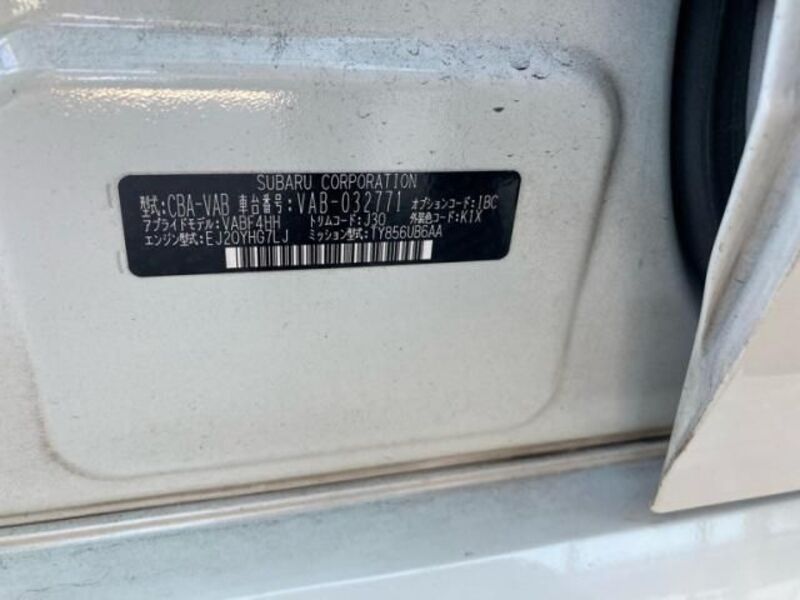 SUBARU CORPORATION
型式:CBA-VAB 車台番号:VAB-032771 オプションコード:1BC
アプライドモデル:VABF4HH トリムコード:J30 外装色コード:K1X
エンジン型式:EJ20YHG7LJ ミッション型式:TY856UB6AA